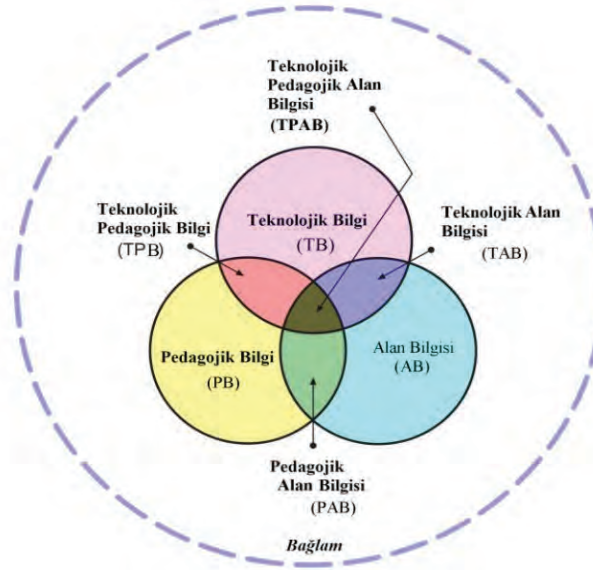 Teknolojik
Pedagojik Alan
Bilgisi
(TPAB)
Teknolojik
Pedagojik Bilgi
(TPB)
Teknolojik Bilgi
(TB)
Teknolojik Alan
Bilgisi
(TAB)
Pedagojik Bilgi
(PB)
Alan Bilgisi
(AB)
Pedagojik
Alan Bilgisi
(PAB)
Bağlam